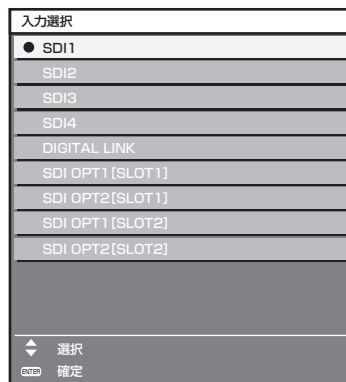 入力選択
SDI1
SDI2
SDI3
SDI4
DIGITAL LINK
SDI OPT1[SLOT1]
SDI OPT2[SLOT1]
SDI OPT1[SLOT2]
SDI OPT2[SLOT2]
選択
ENTER 確定